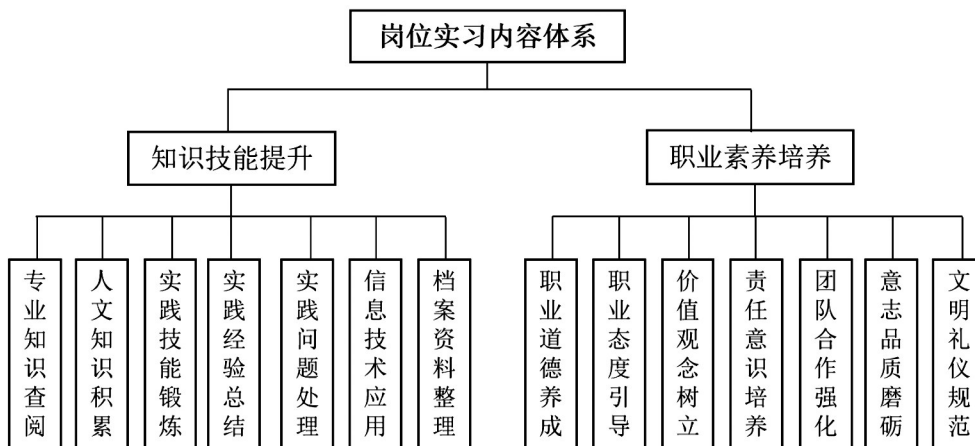 岗位实习内容体系
知识技能提升
职业素养培养
专业知识查阅
人文知识积累
实践技能锻炼
实践经验总结
实践问题处理
信息技术应用
档案资料整理
职业道德养成
职业态度引导
价值观念树立
责任意识培养
团队合作强化
意志品质磨砺
文明礼仪规范